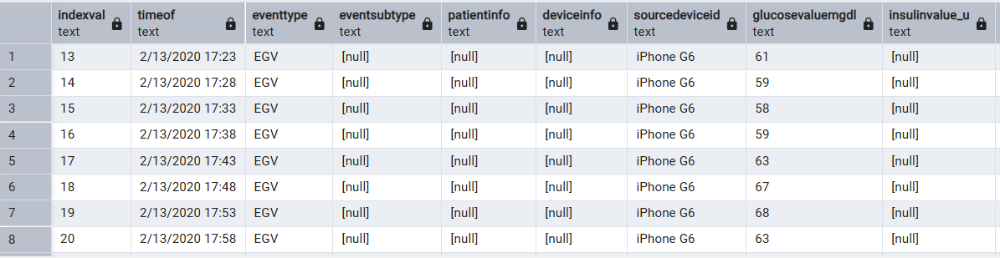 indexval timeof eventtype eventsubtype patientinfo deviceinfo sourcedeviceid glucosevaluemgdl insulinvalue_u
text text text text text text text text text
1 13 2/13/2020 17:23 EGV [null] [null] [null] iPhone G6 61 [null]
2 14 2/13/2020 17:28 EGV [null] [null] [null] iPhone G6 59 [null]
3 15 2/13/2020 17:33 EGV [null] [null] [null] iPhone G6 58 [null]
4 16 2/13/2020 17:38 EGV [null] [null] [null] iPhone G6 59 [null]
5 17 2/13/2020 17:43 EGV [null] [null] [null] iPhone G6 63 [null]
6 18 2/13/2020 17:48 EGV [null] [null] [null] iPhone G6 67 [null]
7 19 2/13/2020 17:53 EGV [null] [null] [null] iPhone G6 68 [null]
8 20 2/13/2020 17:58 EGV [null] [null] [null] iPhone G6 63 [null]